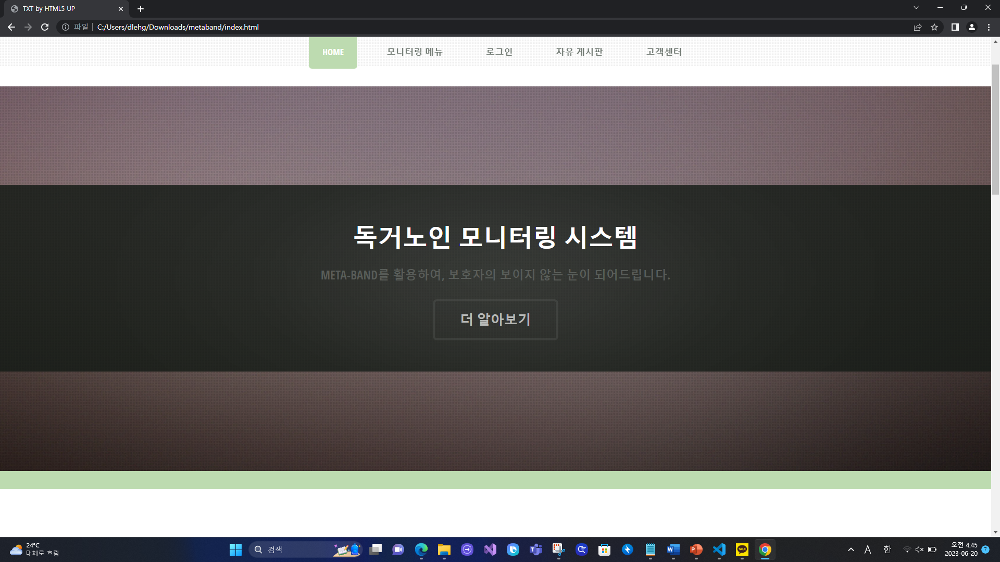 TXT by HTML5 UP
파일 C:/Users/dlehg/Downloads/metaband/index.html
HOME 모니터링 메뉴 로그인 자유 게시판 고객센터
독거노인 모니터링 시스템
META-BAND를 활용하여, 보호자의 보이지 않는 눈이 되어드립니다.
더 알아보기
24°C
대체로 흐림
검색
TALK
A 한
오전 4:45
2023-06-20
7